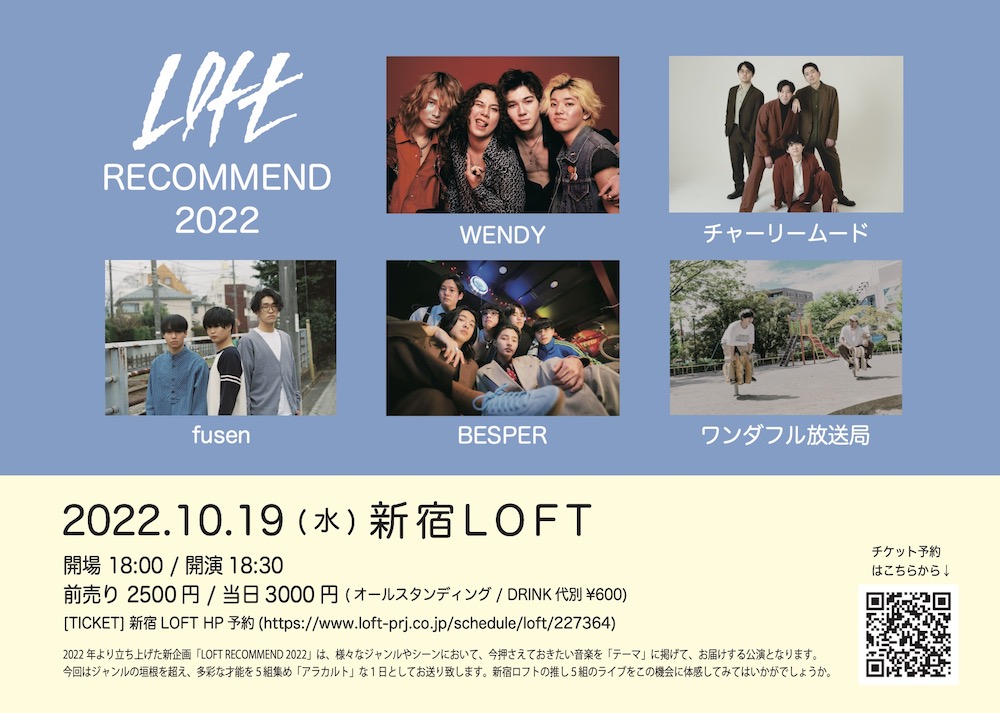 Loft
RECOMMEND
2022
WENDY
チャーリームード
fusen
BESPER
ワンダフル放送局
2022.10.19 (水) 新宿LOFT
開場 18:00 / 開演 18:30
前売り 2500 円 / 当日 3000 円 ( オールスタンディング / DRINK 代別 ¥600)
[TICKET] 新宿 LOFT HP 予約 (https://www.loft-prj.co.jp/schedule/loft/227364)
チケット予約
はこちらから↓
2022 年より立ち上げた新企画「LOFT RECOMMEND 2022」は、様々なジャンルやシーンにおいて、今押さえておきたい音楽を「テーマ」に掲げて、お届けする公演となります。
今回はジャンルの垣根を超え、多彩な才能を 5 組集め「アラカルト」な 1 日としてお送り致します。新宿ロフトの推し 5 組のライブをこの機会に体感してみてはいかがでしょうか。